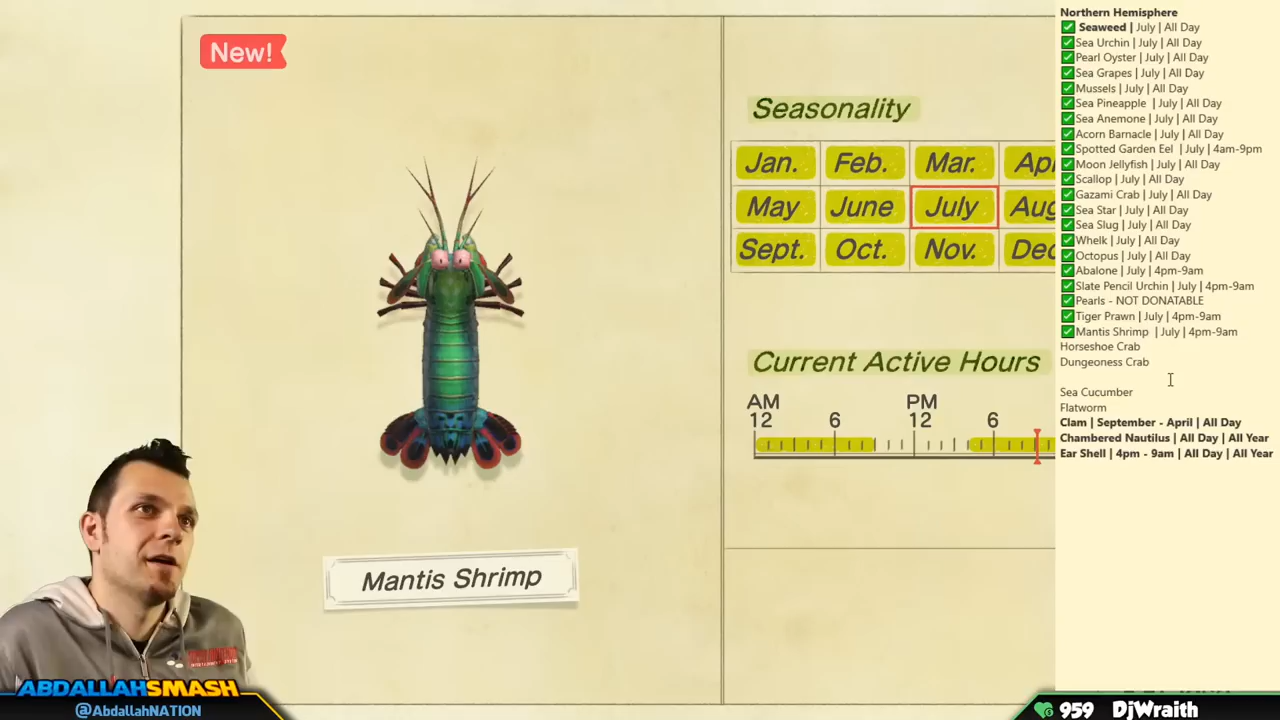 New!
Mantis Shrimp
Seasonality
Jan. Feb. Mar. Apr
May June July Aug
Sept. Oct. Nov. Dec
Current Active Hours
AM PM
12 6 12 6
Northern Hemisphere
✅ Seaweed | July | All Day
✅ Sea Urchin | July | All Day
✅ Pearl Oyster | July | All Day
✅ Sea Grapes | July | All Day
✅ Mussels | July | All Day
✅ Sea Pineapple | July | All Day
✅ Sea Anemone | July | All Day
✅ Acorn Barnacle | July | All Day
✅ Spotted Garden Eel | July | 4am-9pm
✅ Moon Jellyfish | July | All Day
✅ Scallop | July | All Day
✅ Gazami Crab | July | All Day
✅ Sea Star | July | All Day
✅ Sea Slug | July | All Day
✅ Whelk | July | All Day
✅ Octopus | July | All Day
✅ Abalone | July | 4pm-9am
✅ Slate Pencil Urchin | July | 4pm-9am
✅ Pearls - NOT DONATABLE
✅ Tiger Prawn | July | 4pm-9am
✅ Mantis Shrimp | July | 4pm-9am
Horseshoe Crab
Dungeoness Crab
Sea Cucumber
Flatworm
Clam | September - April | All Day
Chambered Nautilus | All Day | All Year
Ear Shell | 4pm - 9am | All Day | All Year
ABDALLAHSMASH
@AbdallahNATION
959 DjWraith